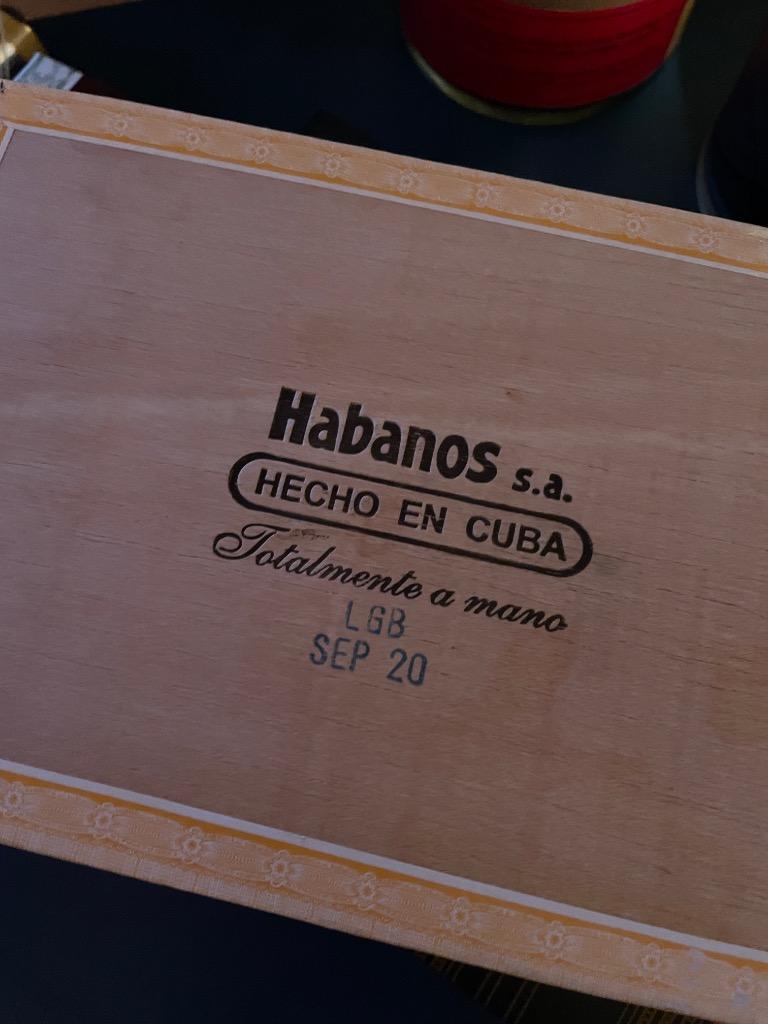 Habanos s.a.
HECHO EN CUBA
Totalmente a mano
LGB
SEP 20